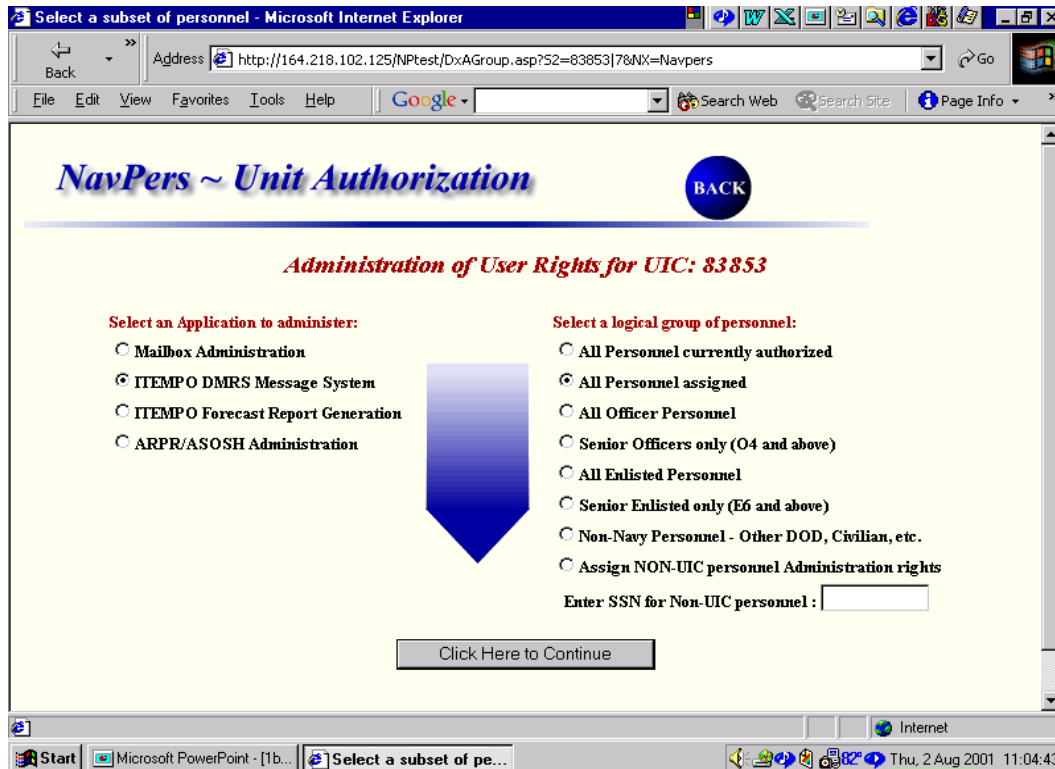 Select a subset of personnel - Microsoft Internet Explorer
Back
»
Address http://164.218.102.125/NPtest/DxAGroup.asp?S2=83853|7&NX=Navpers
Go
File Edit View Favorites Tools Help
Google
Search Web
Search Site
Page Info
»
NavPers ~ Unit Authorization
BACK
Administration of User Rights for UIC: 83853
Select an Application to administer:
Mailbox Administration
ITEMPO DMRS Message System
ITEMPO Forecast Report Generation
ARPR/ASOSH Administration
Select a logical group of personnel:
All Personnel currently authorized
All Personnel assigned
All Officer Personnel
Senior Officers only (O4 and above)
All Enlisted Personnel
Senior Enlisted only (E6 and above)
Non-Navy Personnel - Other DOD, Civilian, etc.
Assign NON-UIC personnel Administration rights
Enter SSN for Non-UIC personnel :
Click Here to Continue
Internet
Start
Microsoft PowerPoint - [1b...
Select a subset of pe...
82°
Thu, 2 Aug 2001 11:04:43